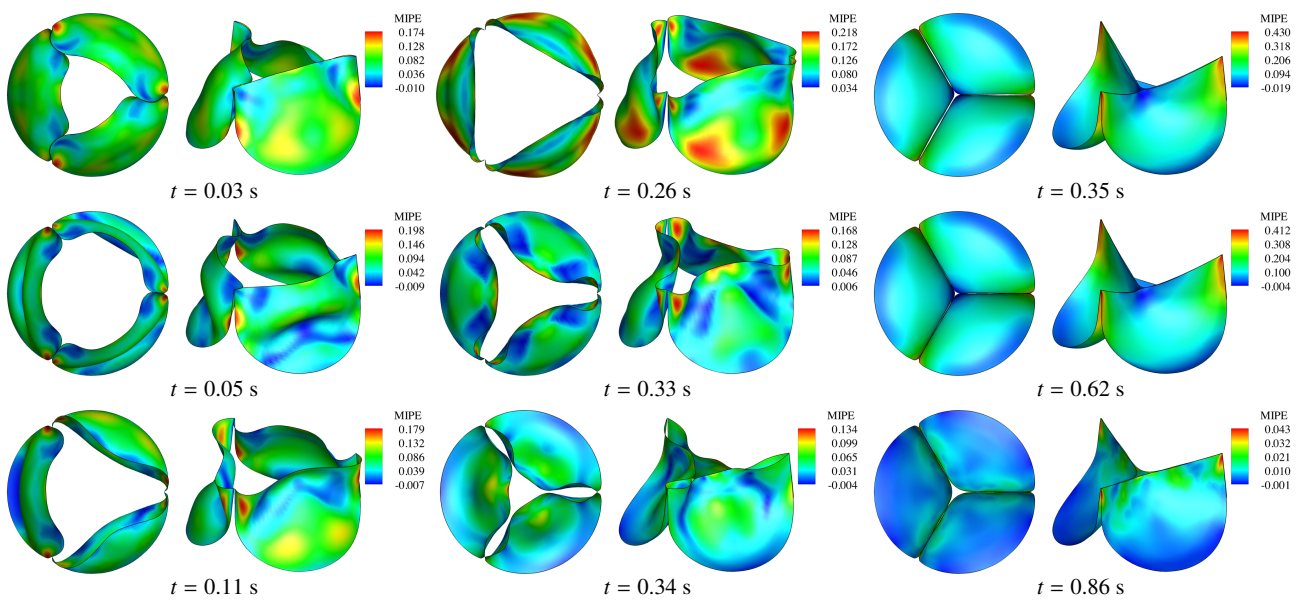 MIPE
0.174
0.128
0.082
0.036
-0.010
t = 0.03 s
MIPE
0.218
0.172
0.126
0.080
0.034
t = 0.26 s
MIPE
0.430
0.318
0.206
0.094
-0.019
t = 0.35 s
MIPE
0.198
0.146
0.094
0.042
-0.009
t = 0.05 s
MIPE
0.168
0.128
0.087
0.046
0.006
t = 0.33 s
MIPE
0.412
0.308
0.204
0.100
-0.004
t = 0.62 s
MIPE
0.179
0.132
0.086
0.039
-0.007
t = 0.11 s
MIPE
0.134
0.099
0.065
0.031
-0.004
t = 0.34 s
MIPE
0.043
0.032
0.021
0.010
-0.001
t = 0.86 s